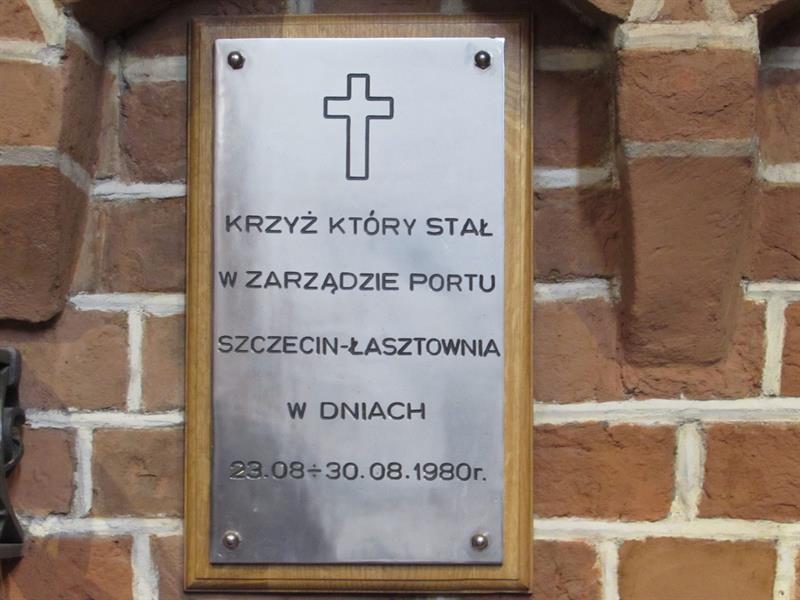 KRZYŻ KTÓRY STAŁ
W ZARZĄDZIE PORTU
SZCZECIN-ŁASZTOWNIA
W DNIACH
23.08÷30.08.1980r.